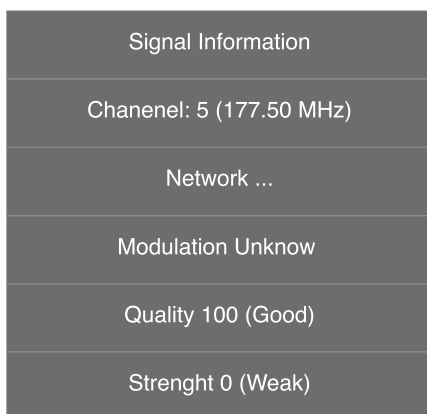 Signal Information
Chanenel: 5 (177.50 MHz)
Network ...
Modulation Unknow
Quality 100 (Good)
Strenght 0 (Weak)